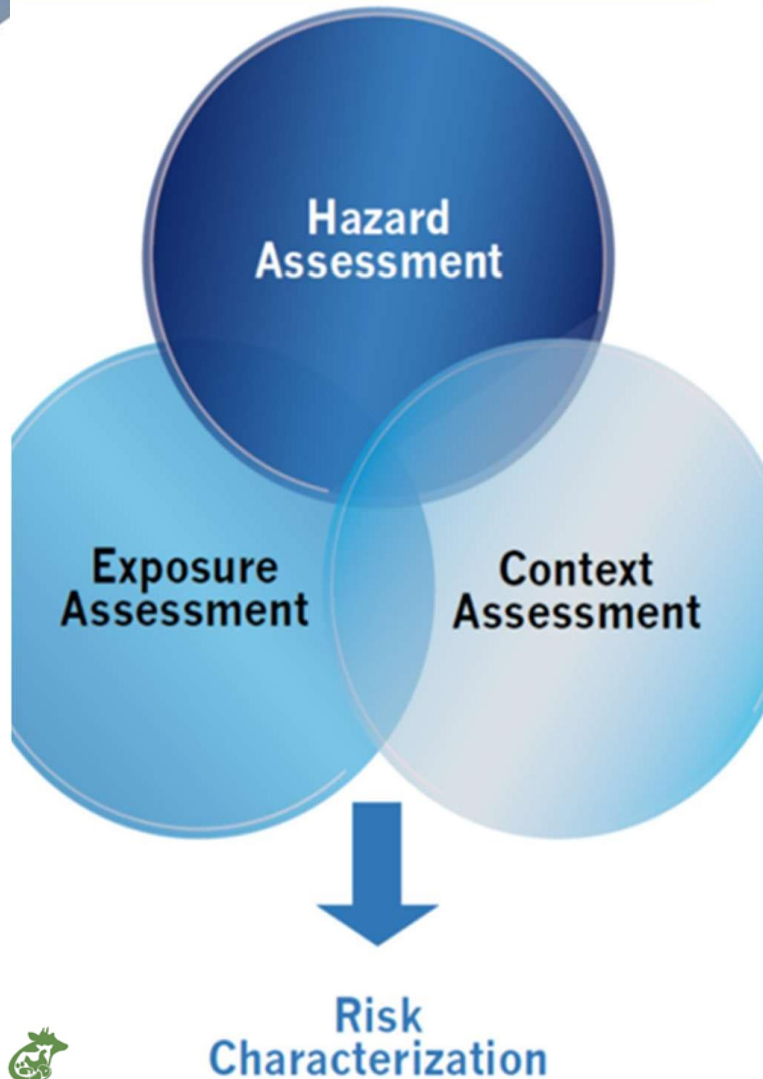 Hazard
Assessment
Exposure
Assessment
Context
Assessment
Risk
Characterization